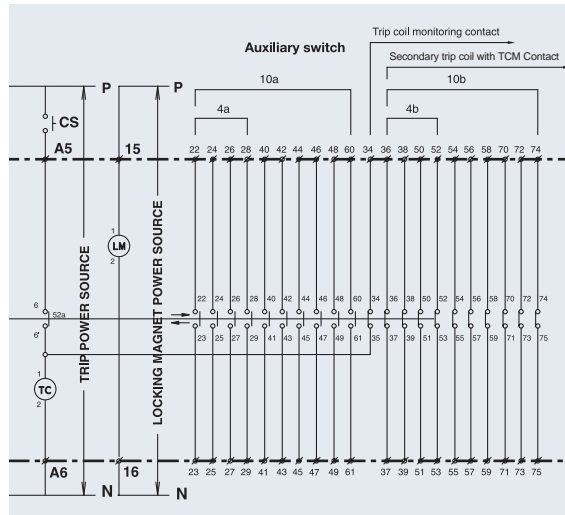 Trip coil monitoring contact
Auxiliary switch
Secondary trip coil with TCM Contact
P P 10a 10b
CS 4a 4b
A5 15 22 24 26 28 40 42 44 46 48 60 34 36 38 50 52 54 56 58 70 72 74
TRIP POWER SOURCE
LOCKING MAGNET POWER SOURCE
1
LM
2
6 52a 22 24 26 28 40 42 44 46 48 60 34 36 38 50 52 54 56 58 70 72 74
6' 23 25 27 29 41 43 45 47 49 61 35 37 39 51 53 55 57 59 71 73 75
1
TC
2
A6 16 23 25 27 29 41 43 45 47 49 61 37 39 51 53 55 57 59 71 73 75
N N